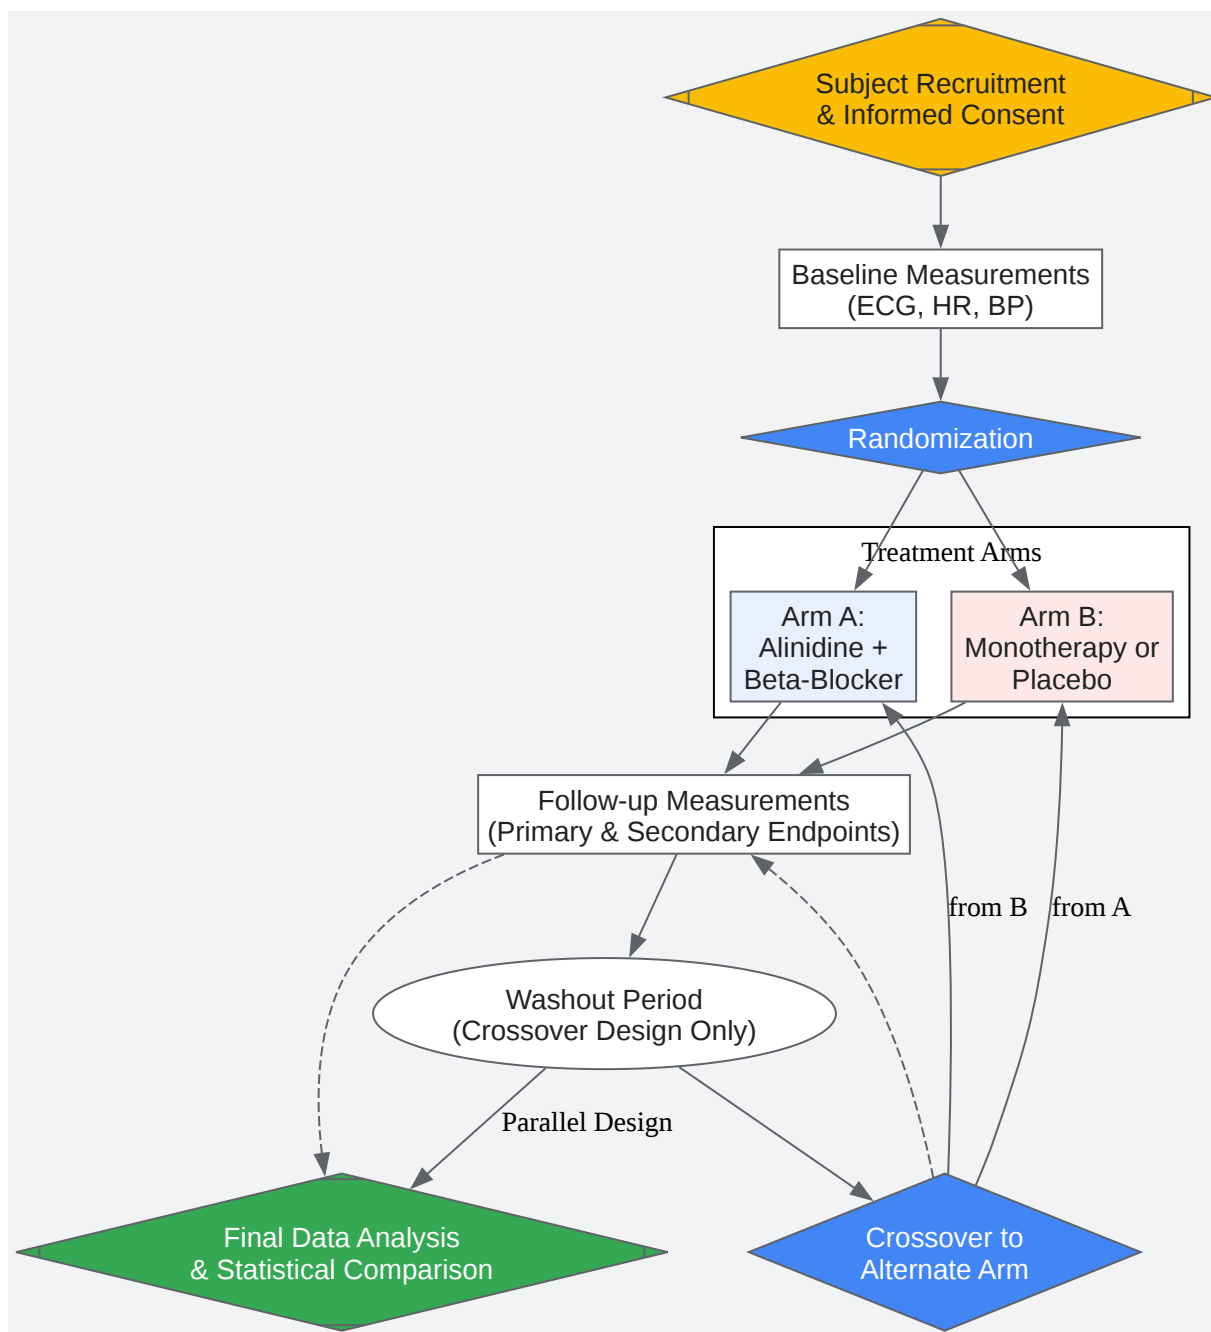 Subject Recruitment
& Informed Consent
Baseline Measurements
(ECG, HR, BP)
Randomization
Treatment Arms
Arm A:
Alinidine +
Beta-Blocker
Arm B:
Monotherapy or
Placebo
Follow-up Measurements
(Primary & Secondary Endpoints)
from B
from A
Washout Period
(Crossover Design Only)
Parallel Design
Final Data Analysis
& Statistical Comparison
Crossover to
Alternate Arm